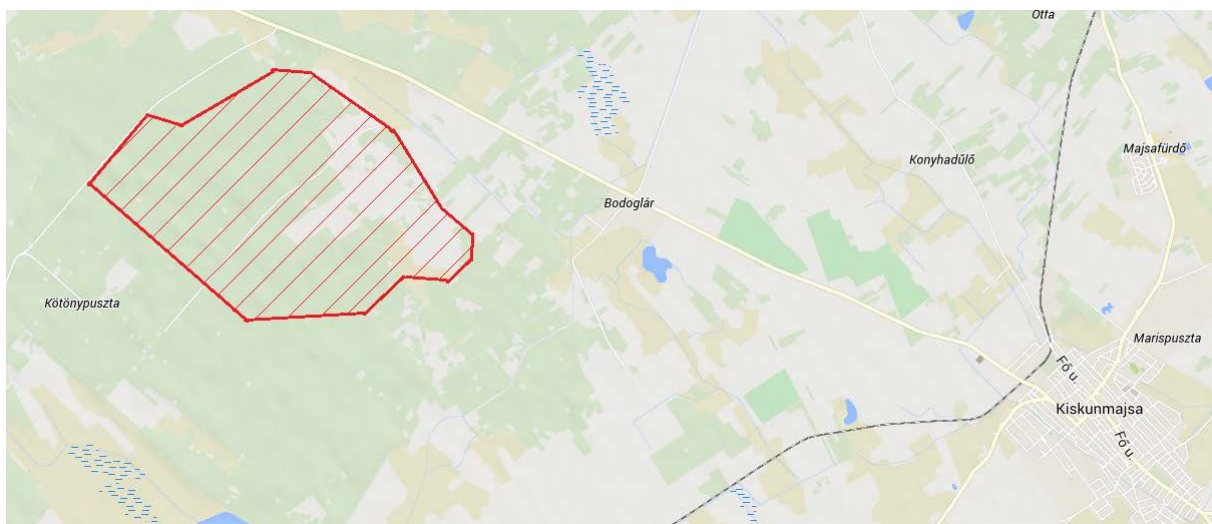 Otta
Majsafürdő
Konyhadűlő
Bodoglár
Kötönypuszta
Marispuszta
Fő u.
Kiskunmajsa
Fő u.